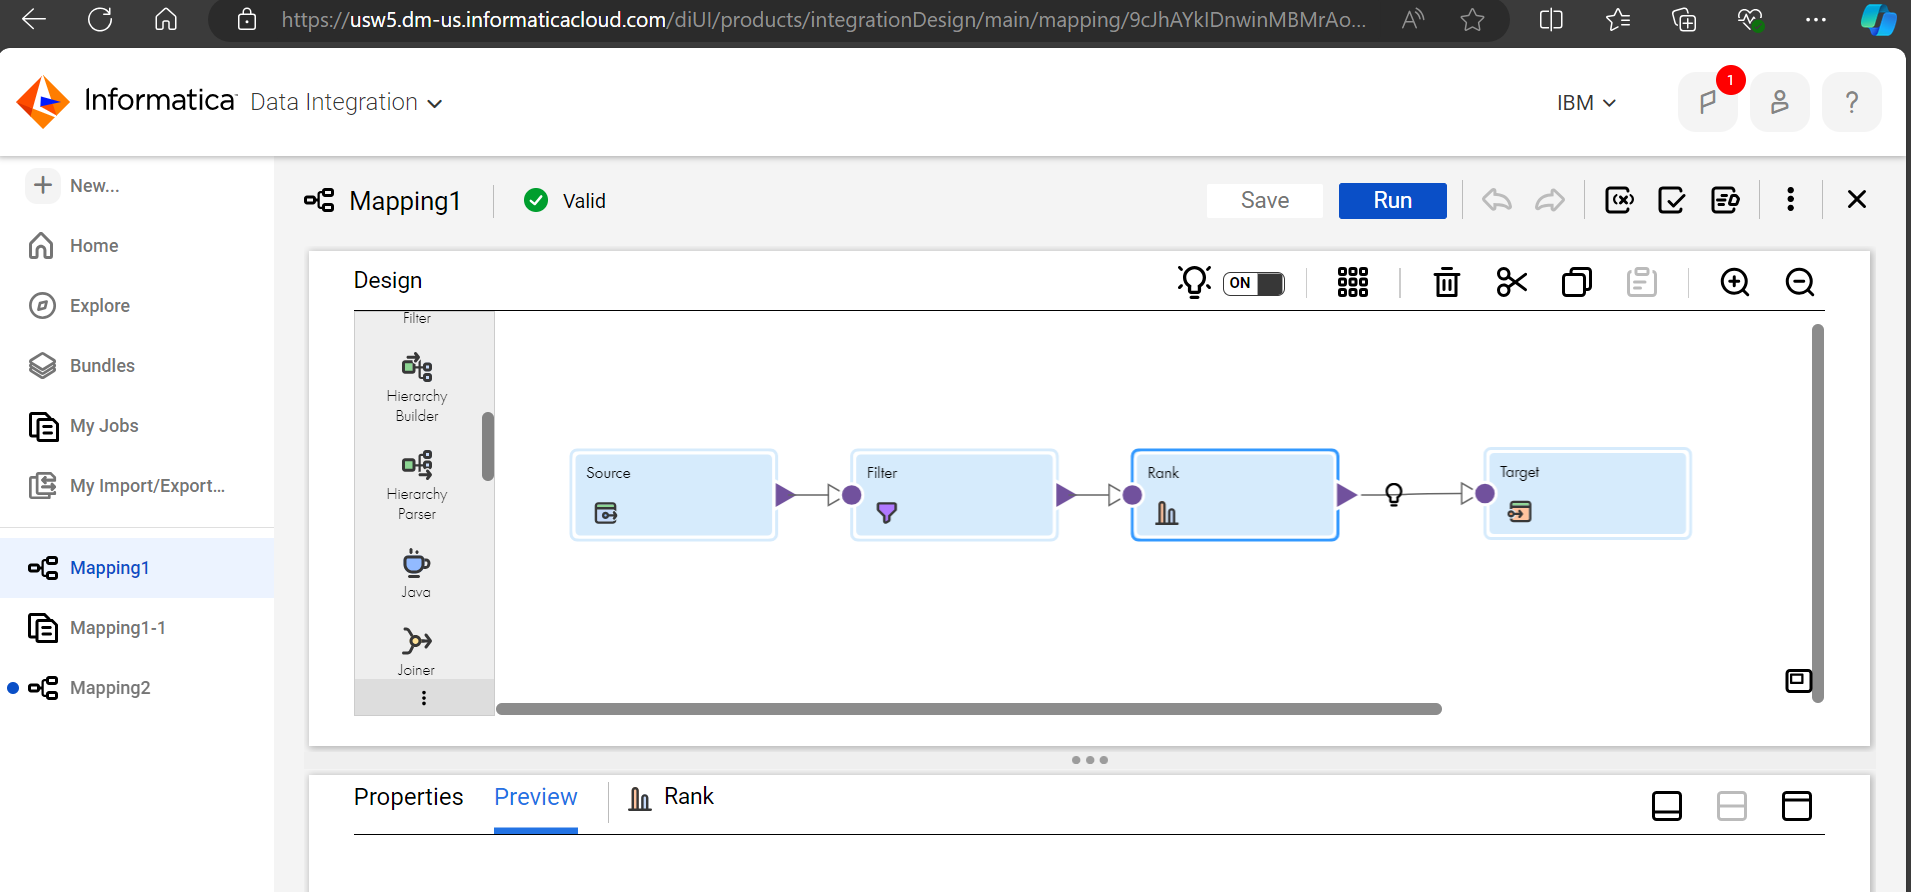 https://usw5.dm-us.informaticacloud.com/diUI/products/integrationDesign/main/mapping/9cJhAYkIDnwinMBMrAo...
Informatica Data Integration
IBM
1
?
New...
Home
Explore
Bundles
My Jobs
My Import/Export...
Mapping1
Mapping1-1
Mapping2
Mapping1
Valid
Save
Run
Design
ON
Filter
Hierarchy
Builder
Hierarchy
Parser
Java
Joiner
Source
Filter
Rank
Target
Properties
Preview
Rank